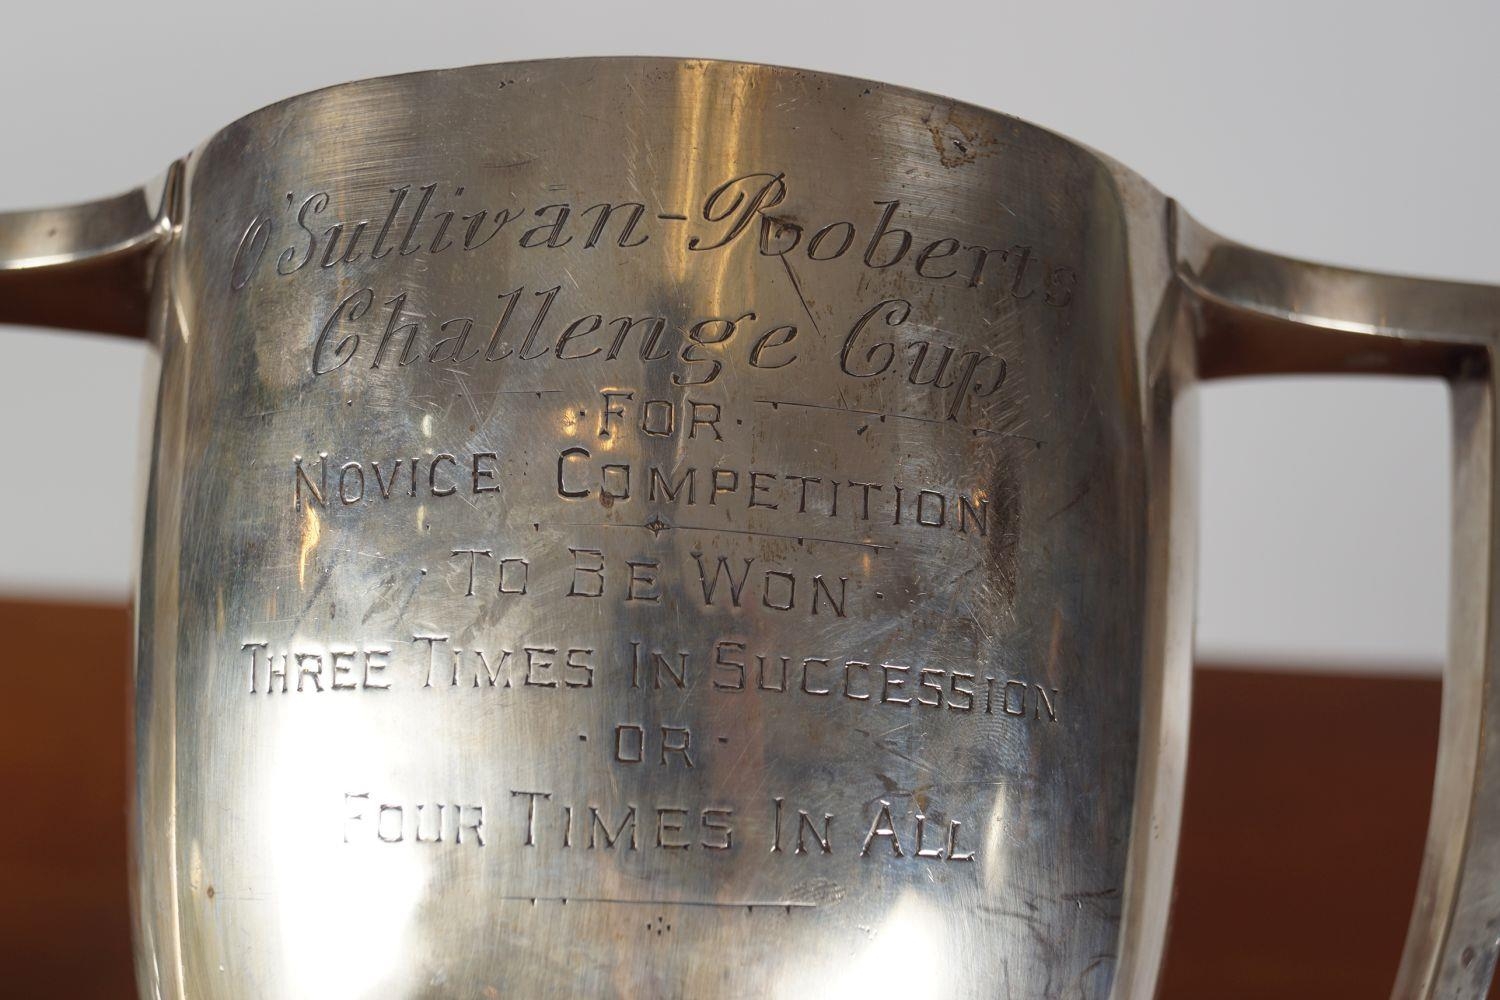 O'Sullivan-Roberts
Challenge Cup
·FOR·
NOVICE COMPETITION
·TO BE WON·
THREE TIMES IN SUCCESSION
·OR·
FOUR TIMES IN ALL